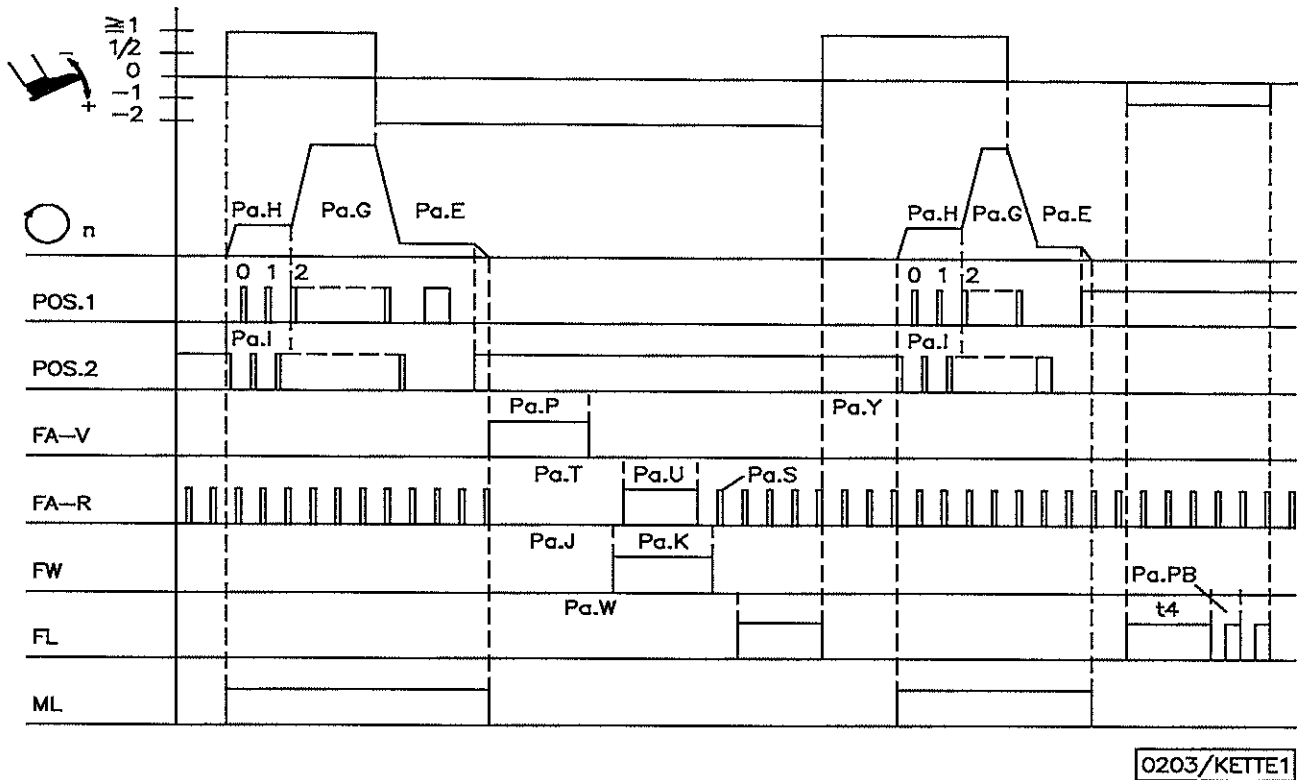 ≧1
1/2
0
−1
−2
−
+
n
Pa.H Pa.G Pa.E
Pa.H Pa.G Pa.E
0 1 2
0 1 2
POS.1
Pa.I
Pa.I
POS.2
Pa.P
Pa.Y
FA–V
Pa.T Pa.U Pa.S
FA–R
Pa.J Pa.K
FW
Pa.PB
Pa.W
t4
FL
ML
0203/KETTE1